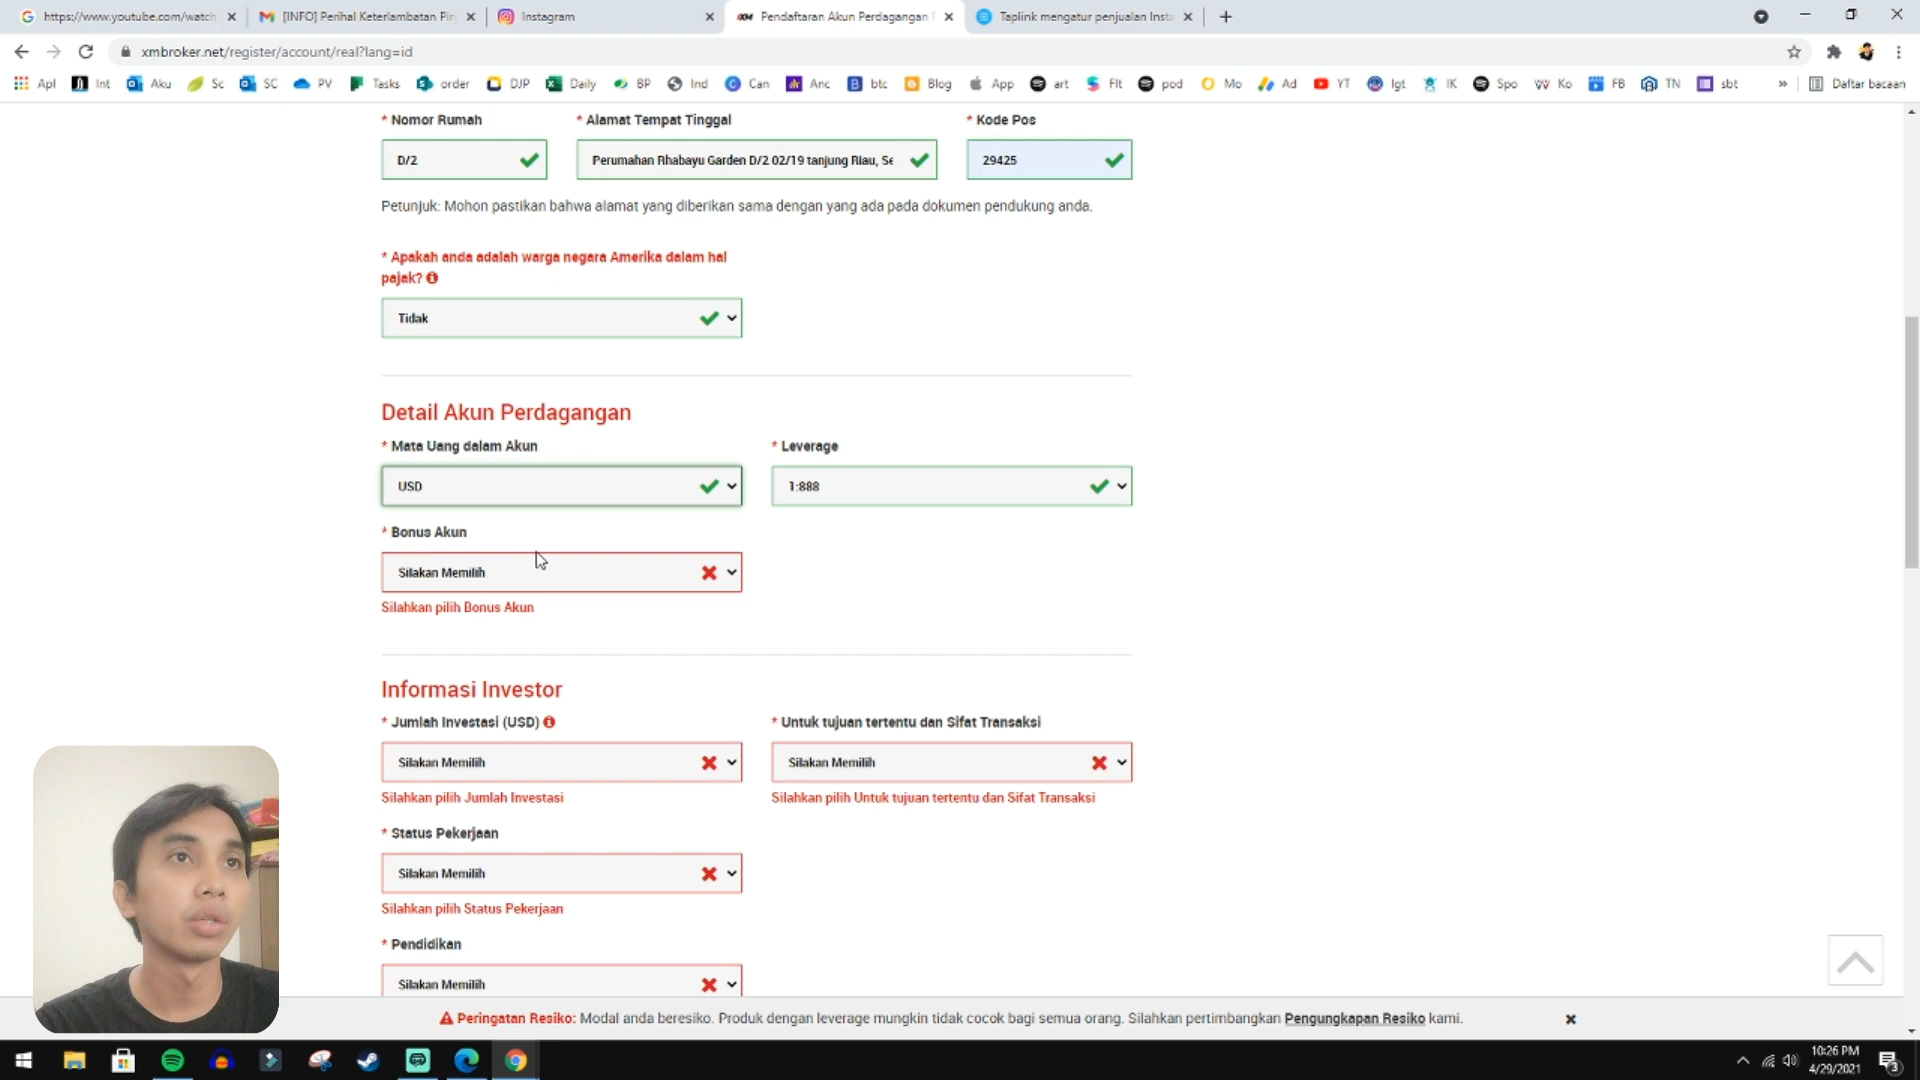 https://www.youtube.com/watch
[INFO] Perihal Keterlambatan Pin
Instagram
Pendaftaran Akun Perdagangan
Taplink mengatur penjualan Insta
xmbroker.net/register/account/real?lang=id
Apl Int Aku Sc SC PV Tasks order DJP Daily BP Ind Can Anc btc Blog App art Flt pod Mo Ad YT Igt IK Spo Ko FB TN sbt » Daftar bacaan
* Nomor Rumah
* Alamat Tempat Tinggal
* Kode Pos
D/2
Perumahan Rhabayu Garden D/2 02/19 tanjung Riau, Se
29425
Petunjuk: Mohon pastikan bahwa alamat yang diberikan sama dengan yang ada pada dokumen pendukung anda.
* Apakah anda adalah warga negara Amerika dalam hal
pajak?
Tidak
Detail Akun Perdagangan
* Mata Uang dalam Akun
* Leverage
USD
1:888
* Bonus Akun
Silakan Memilih
Silahkan pilih Bonus Akun
Informasi Investor
* Jumlah Investasi (USD)
* Untuk tujuan tertentu dan Sifat Transaksi
Silakan Memilih
Silakan Memilih
Silahkan pilih Jumlah Investasi
Silahkan pilih Untuk tujuan tertentu dan Sifat Transaksi
* Status Pekerjaan
Silakan Memilih
Silahkan pilih Status Pekerjaan
* Pendidikan
Silakan Memilih
Peringatan Resiko: Modal anda beresiko. Produk dengan leverage mungkin tidak cocok bagi semua orang. Silahkan pertimbangkan Pengungkapan Resiko kami.
10:26 PM
4/29/2021
3